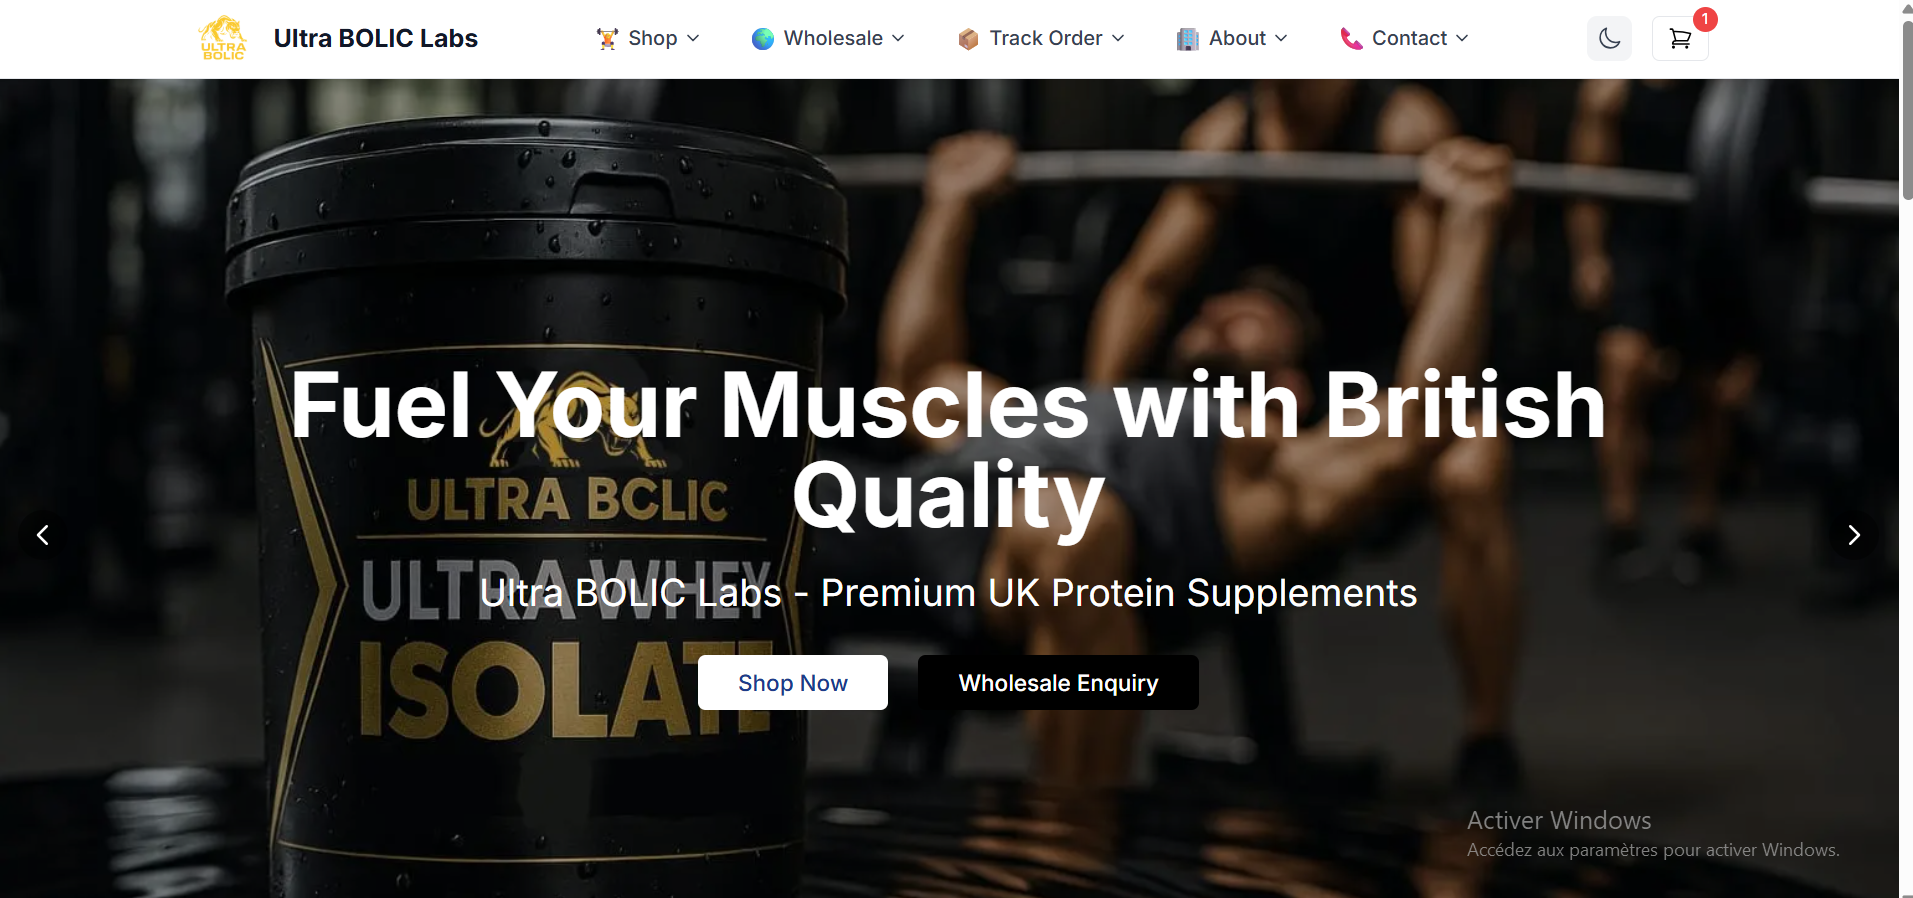 ULTRA
BOLIC
Ultra BOLIC Labs
Shop
Wholesale
Track Order
About
Contact
1
Fuel Your Muscles with British
Quality
ULTRA BCLIC
ULTRA WHEY
Ultra BOLIC Labs - Premium UK Protein Supplements
ISOLATE
Shop Now
Wholesale Enquiry
Activer Windows
Accédez aux paramètres pour activer Windows.